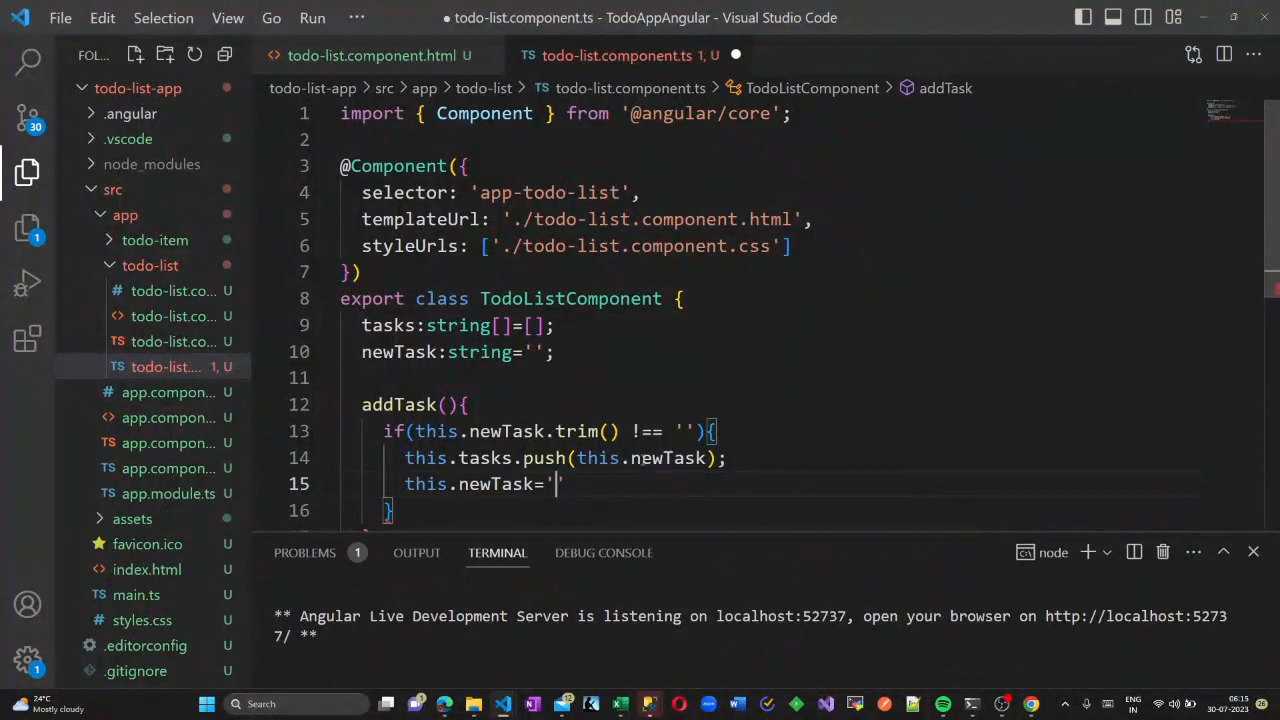 File Edit Selection View Go Run ··· ● todo-list.component.ts - TodoAppAngular - Visual Studio Code
FOL... <> todo-list.component.html U TS todo-list.component.ts 1, U ●
todo-list-app todo-list-app > src > app > todo-list > TS todo-list.component.ts > TodoListComponent > addTask
.angular
.vscode
node_modules
src
app
todo-item
todo-list
# todo-list.co... U
<> todo-list.co... U
TS todo-list.co... U
TS todo-list.... 1, U
# app.compon... U
<> app.compon... U
TS app.compon... U
TS app.compon... U
TS app.module.ts U
assets
favicon.ico U
<> index.html U
TS main.ts U
# styles.css U
.editorconfig U
.gitignore U
30
1
1
1 import { Component } from '@angular/core';
2
3 @Component({
4 selector: 'app-todo-list',
5 templateUrl: './todo-list.component.html',
6 styleUrls: ['./todo-list.component.css']
7 })
8 export class TodoListComponent {
9 tasks:string[]=[];
10 newTask:string='';
11
12 addTask(){
13 if(this.newTask.trim() !== ''){
14 this.tasks.push(this.newTask);
15 this.newTask=''
16 }
PROBLEMS 1 OUTPUT TERMINAL DEBUG CONSOLE node
** Angular Live Development Server is listening on localhost:52737, open your browser on http://localhost:5273
7/ **
24°C
Mostly cloudy
Search
ENG
IN
06:15
30-07-2023